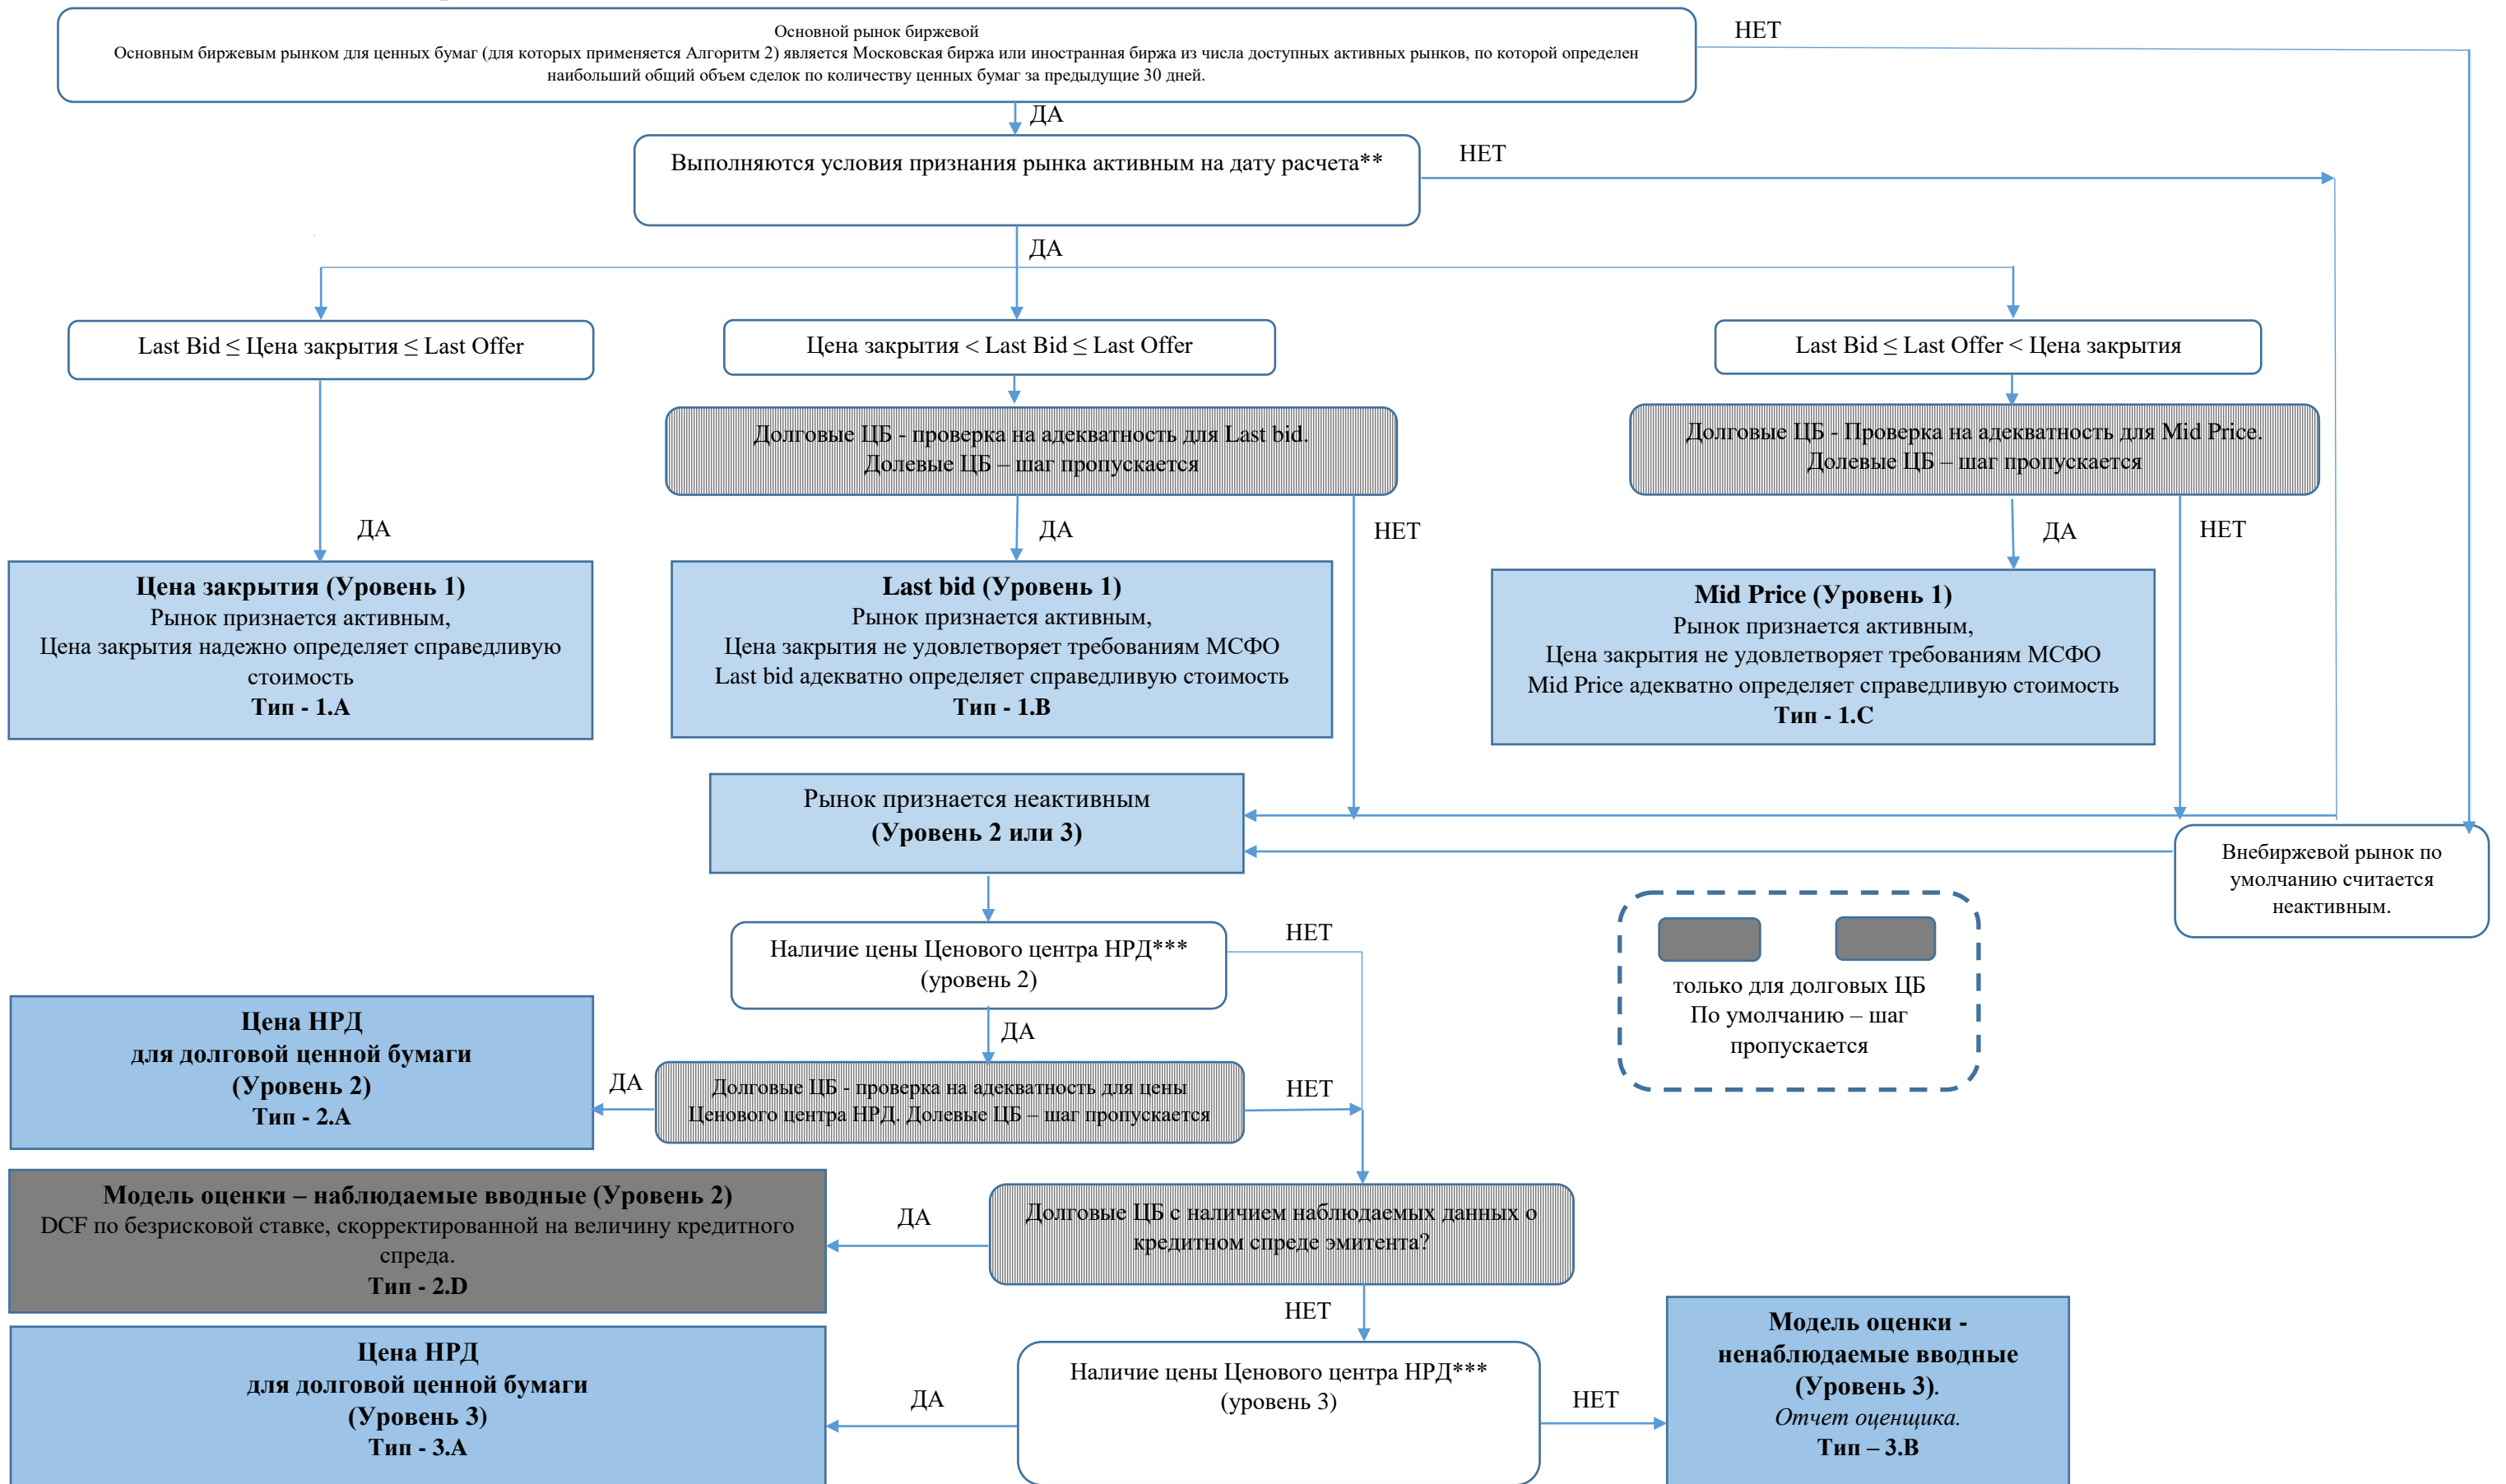 Основной рынок биржевой
Основным биржевым рынком для ценных бумаг (для которых применяется Алгоритм 2) является Московская биржа или иностранная биржа из числа доступных активных рынков, по которой определен
наибольший общий объем сделок по количеству ценных бумаг за предыдущие 30 дней.
НЕТ
ДА
Выполняются условия признания рынка активным на дату расчета**
НЕТ
ДА
Last Bid ≤ Цена закрытия ≤ Last Offer
Цена закрытия < Last Bid ≤ Last Offer
Last Bid ≤ Last Offer < Цена закрытия
Долговые ЦБ - проверка на адекватность для Last bid.
Долевые ЦБ – шаг пропускается
Долговые ЦБ - Проверка на адекватность для Mid Price.
Долевые ЦБ – шаг пропускается
ДА
ДА
НЕТ
ДА
НЕТ
Цена закрытия (Уровень 1)
Рынок признается активным,
Цена закрытия надежно определяет справедливую
стоимость
Тип - 1.A
Last bid (Уровень 1)
Рынок признается активным,
Цена закрытия не удовлетворяет требованиям МСФО
Last bid адекватно определяет справедливую стоимость
Тип - 1.B
Mid Price (Уровень 1)
Рынок признается активным,
Цена закрытия не удовлетворяет требованиям МСФО
Mid Price адекватно определяет справедливую стоимость
Тип - 1.C
Рынок признается неактивным
(Уровень 2 или 3)
Внебиржевой рынок по
умолчанию считается
неактивным.
Наличие цены Ценового центра НРД***
(уровень 2)
НЕТ
только для долговых ЦБ
По умолчанию – шаг
пропускается
ДА
Цена НРД
для долговой ценной бумаги
(Уровень 2)
Тип - 2.A
ДА
Долговые ЦБ - проверка на адекватность для цены
Ценового центра НРД. Долевые ЦБ – шаг пропускается
НЕТ
Модель оценки – наблюдаемые вводные (Уровень 2)
DCF по безрисковой ставке, скорректированной на величину кредитного
спреда.
Тип - 2.D
ДА
Долговые ЦБ с наличием наблюдаемых данных о
кредитном спреде эмитента?
НЕТ
Цена НРД
для долговой ценной бумаги
(Уровень 3)
Тип - 3.A
ДА
Наличие цены Ценового центра НРД***
(уровень 3)
НЕТ
Модель оценки -
ненаблюдаемые вводные
(Уровень 3).
Отчет оценщика.
Тип – 3.B